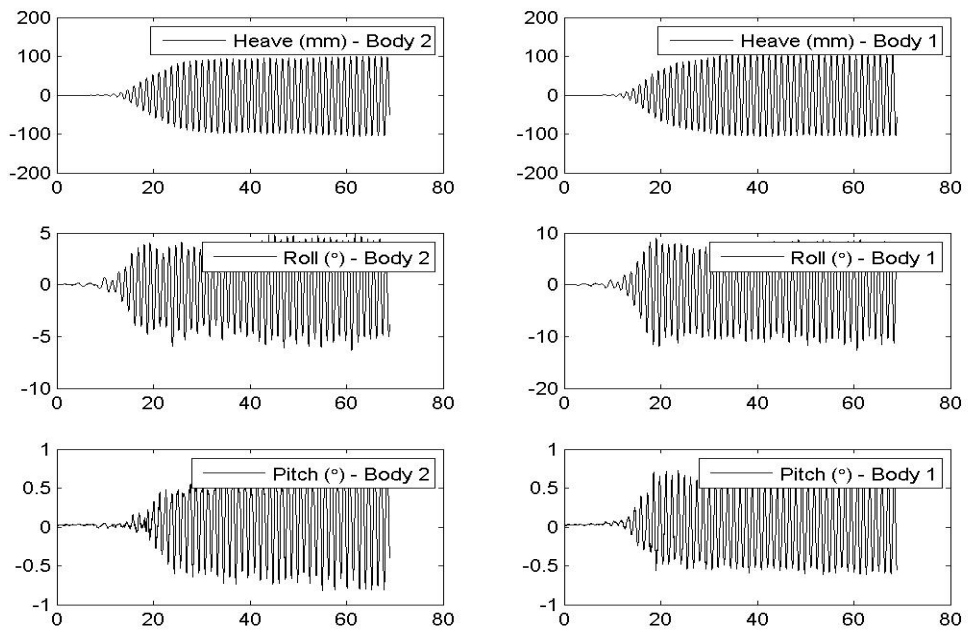 200
100
0
-100
-200
0 20 40 60 80
Heave (mm) - Body 2
200
100
0
-100
-200
0 20 40 60 80
Heave (mm) - Body 1
5
0
-5
-10
0 20 40 60 80
Roll (°) - Body 2
10
0
-10
-20
0 20 40 60 80
Roll (°) - Body 1
1
0.5
0
-0.5
-1
0 20 40 60 80
Pitch (°) - Body 2
1
0.5
0
-0.5
-1
0 20 40 60 80
Pitch (°) - Body 1